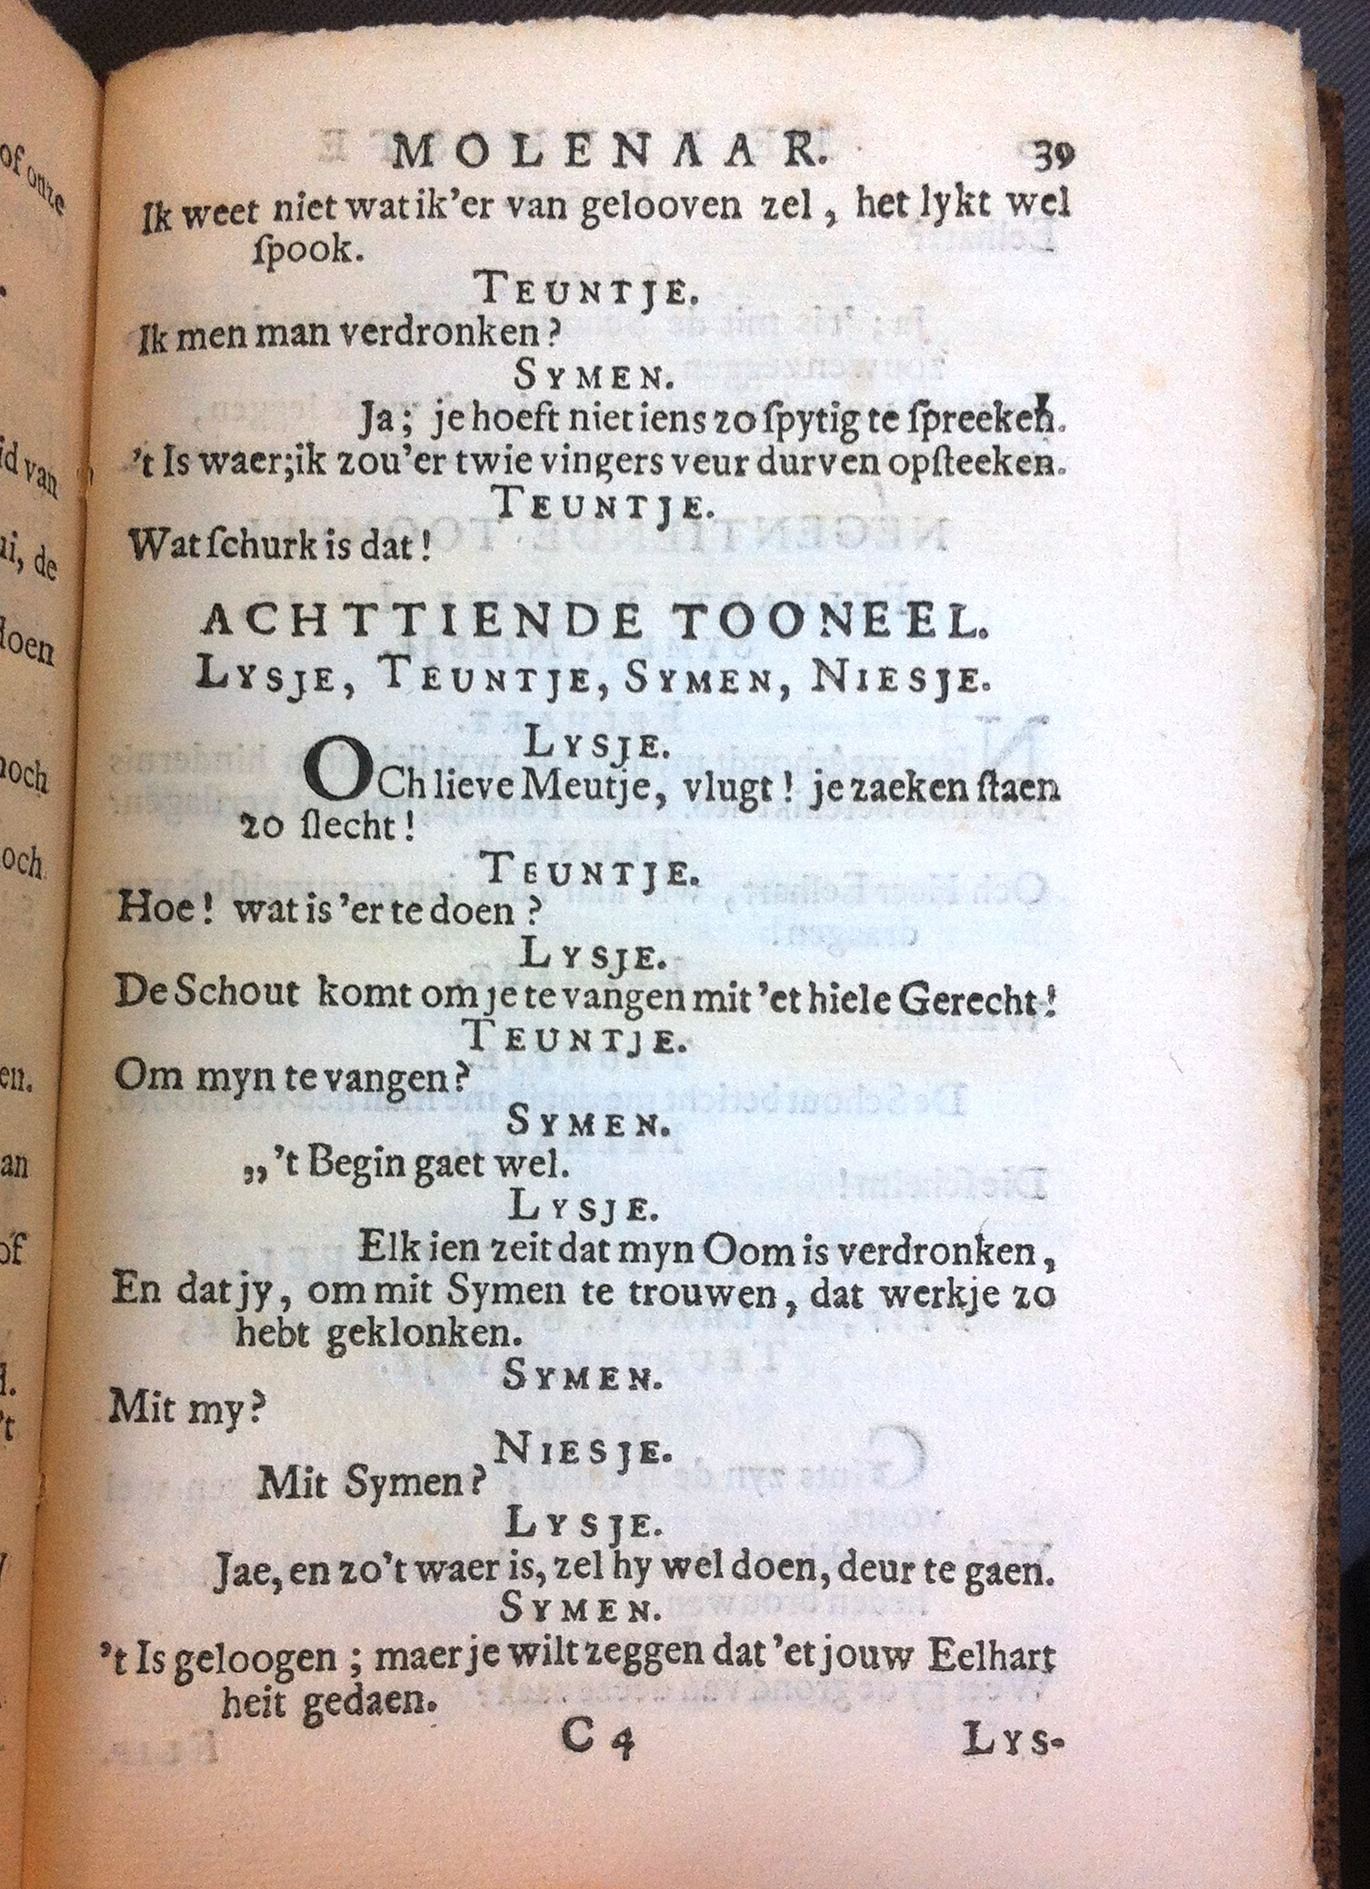 MOLENAAR. 39
Ik weet niet wat ik'er van gelooven zel, het lykt wel
ſpook.
TEUNTJE.
Ik men man verdronken?
SYMEN.
Ja; je hoeft niet iens zo ſpytig te ſpreeken.
't Is waer; ik zou'er twie vingers veur durven opſteeken.
TEUNTJE.
Wat ſchurk is dat!
ACHTTIENDE TOONEEL.
LYSJE, TEUNTJE, SYMEN, NIESJE.
LYSJE.
OCh lieve Meutje, vlugt! je zaeken ſtaen
zo ſlecht!
TEUNTJE.
Hoe! wat is 'er te doen?
LYSJE.
De Schout komt om je te vangen mit 'et hiele Gerecht!
TEUNTJE.
Om myn te vangen?
SYMEN.
„'t Begin gaet wel.
LYSJE.
Elk ien zeit dat myn Oom is verdronken,
En dat jy, om mit Symen te trouwen, dat werkje zo
hebt geklonken.
SYMEN.
Mit my?
NIESJE.
Mit Symen?
LYSJE.
Jae, en zo't waer is, zel hy wel doen, deur te gaen.
SYMEN.
't Is geloogen; maer je wilt zeggen dat 'et jouw Eelhart
heit gedaen.
C 4 LYS-